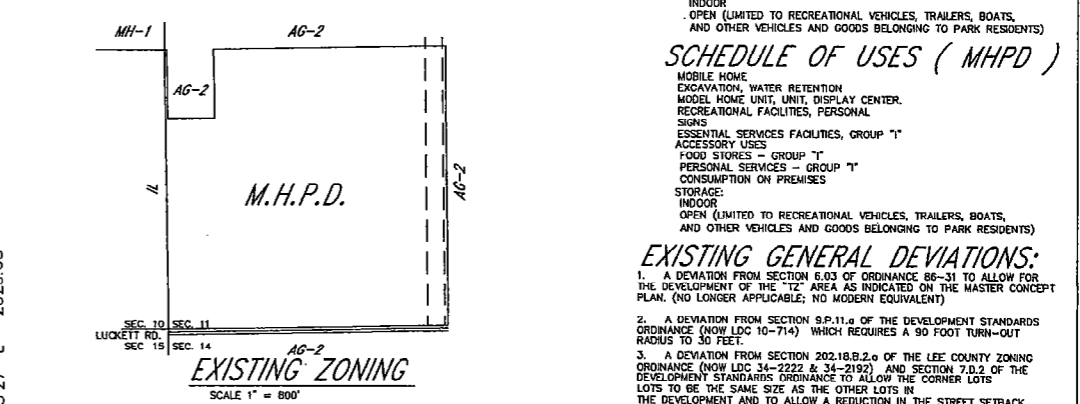 MH-1
AG-2
AG-2
IL
M.H.P.D.
AG-2
SEC. 10 SEC. 11
LUCKETT RD.
SEC 15 SEC. 14
AG-2
EXISTING ZONING
SCALE 1" = 800'
INDOOR
OPEN (LIMITED TO RECREATIONAL VEHICLES, TRAILERS, BOATS,
AND OTHER VEHICLES AND GOODS BELONGING TO PARK RESIDENTS)
SCHEDULE OF USES ( MHPD )
MOBILE HOME
EXCAVATION, WATER RETENTION
MODEL HOME UNIT, UNIT, DISPLAY CENTER.
RECREATIONAL FACILITIES, PERSONAL
SIGNS
ESSENTIAL SERVICES FACILITIES, GROUP "I"
ACCESSORY USES
FOOD STORES - GROUP "I"
PERSONAL SERVICES - GROUP "I"
CONSUMPTION ON PREMISES
STORAGE:
INDOOR
OPEN (LIMITED TO RECREATIONAL VEHICLES, TRAILERS, BOATS,
AND OTHER VEHICLES AND GOODS BELONGING TO PARK RESIDENTS)
EXISTING GENERAL DEVIATIONS:
1. A DEVIATION FROM SECTION 6.03 OF ORDINANCE 86-31 TO ALLOW FOR
THE DEVELOPMENT OF THE "TZ" AREA AS INDICATED ON THE MASTER CONCEPT
PLAN. (NO LONGER APPLICABLE; NO MODERN EQUIVALENT)
2. A DEVIATION FROM SECTION 9.P.11.a OF THE DEVELOPMENT STANDARDS
ORDINANCE (NOW LDC 10-714) WHICH REQUIRES A 90 FOOT TURN-OUT
RADIUS TO 30 FEET.
3. A DEVIATION FROM SECTION 202.18.B.2.a OF THE LEE COUNTY ZONING
ORDINANCE (NOW LDC 34-2222 & 34-2192) AND SECTION 7.D.2 OF THE
DEVELOPMENT STANDARDS ORDINANCE TO ALLOW THE CORNER LOTS
LOTS TO BE THE SAME SIZE AS THE OTHER LOTS IN
THE DEVELOPMENT AND TO ALLOW A REDUCTION IN THE STREET SETBACK